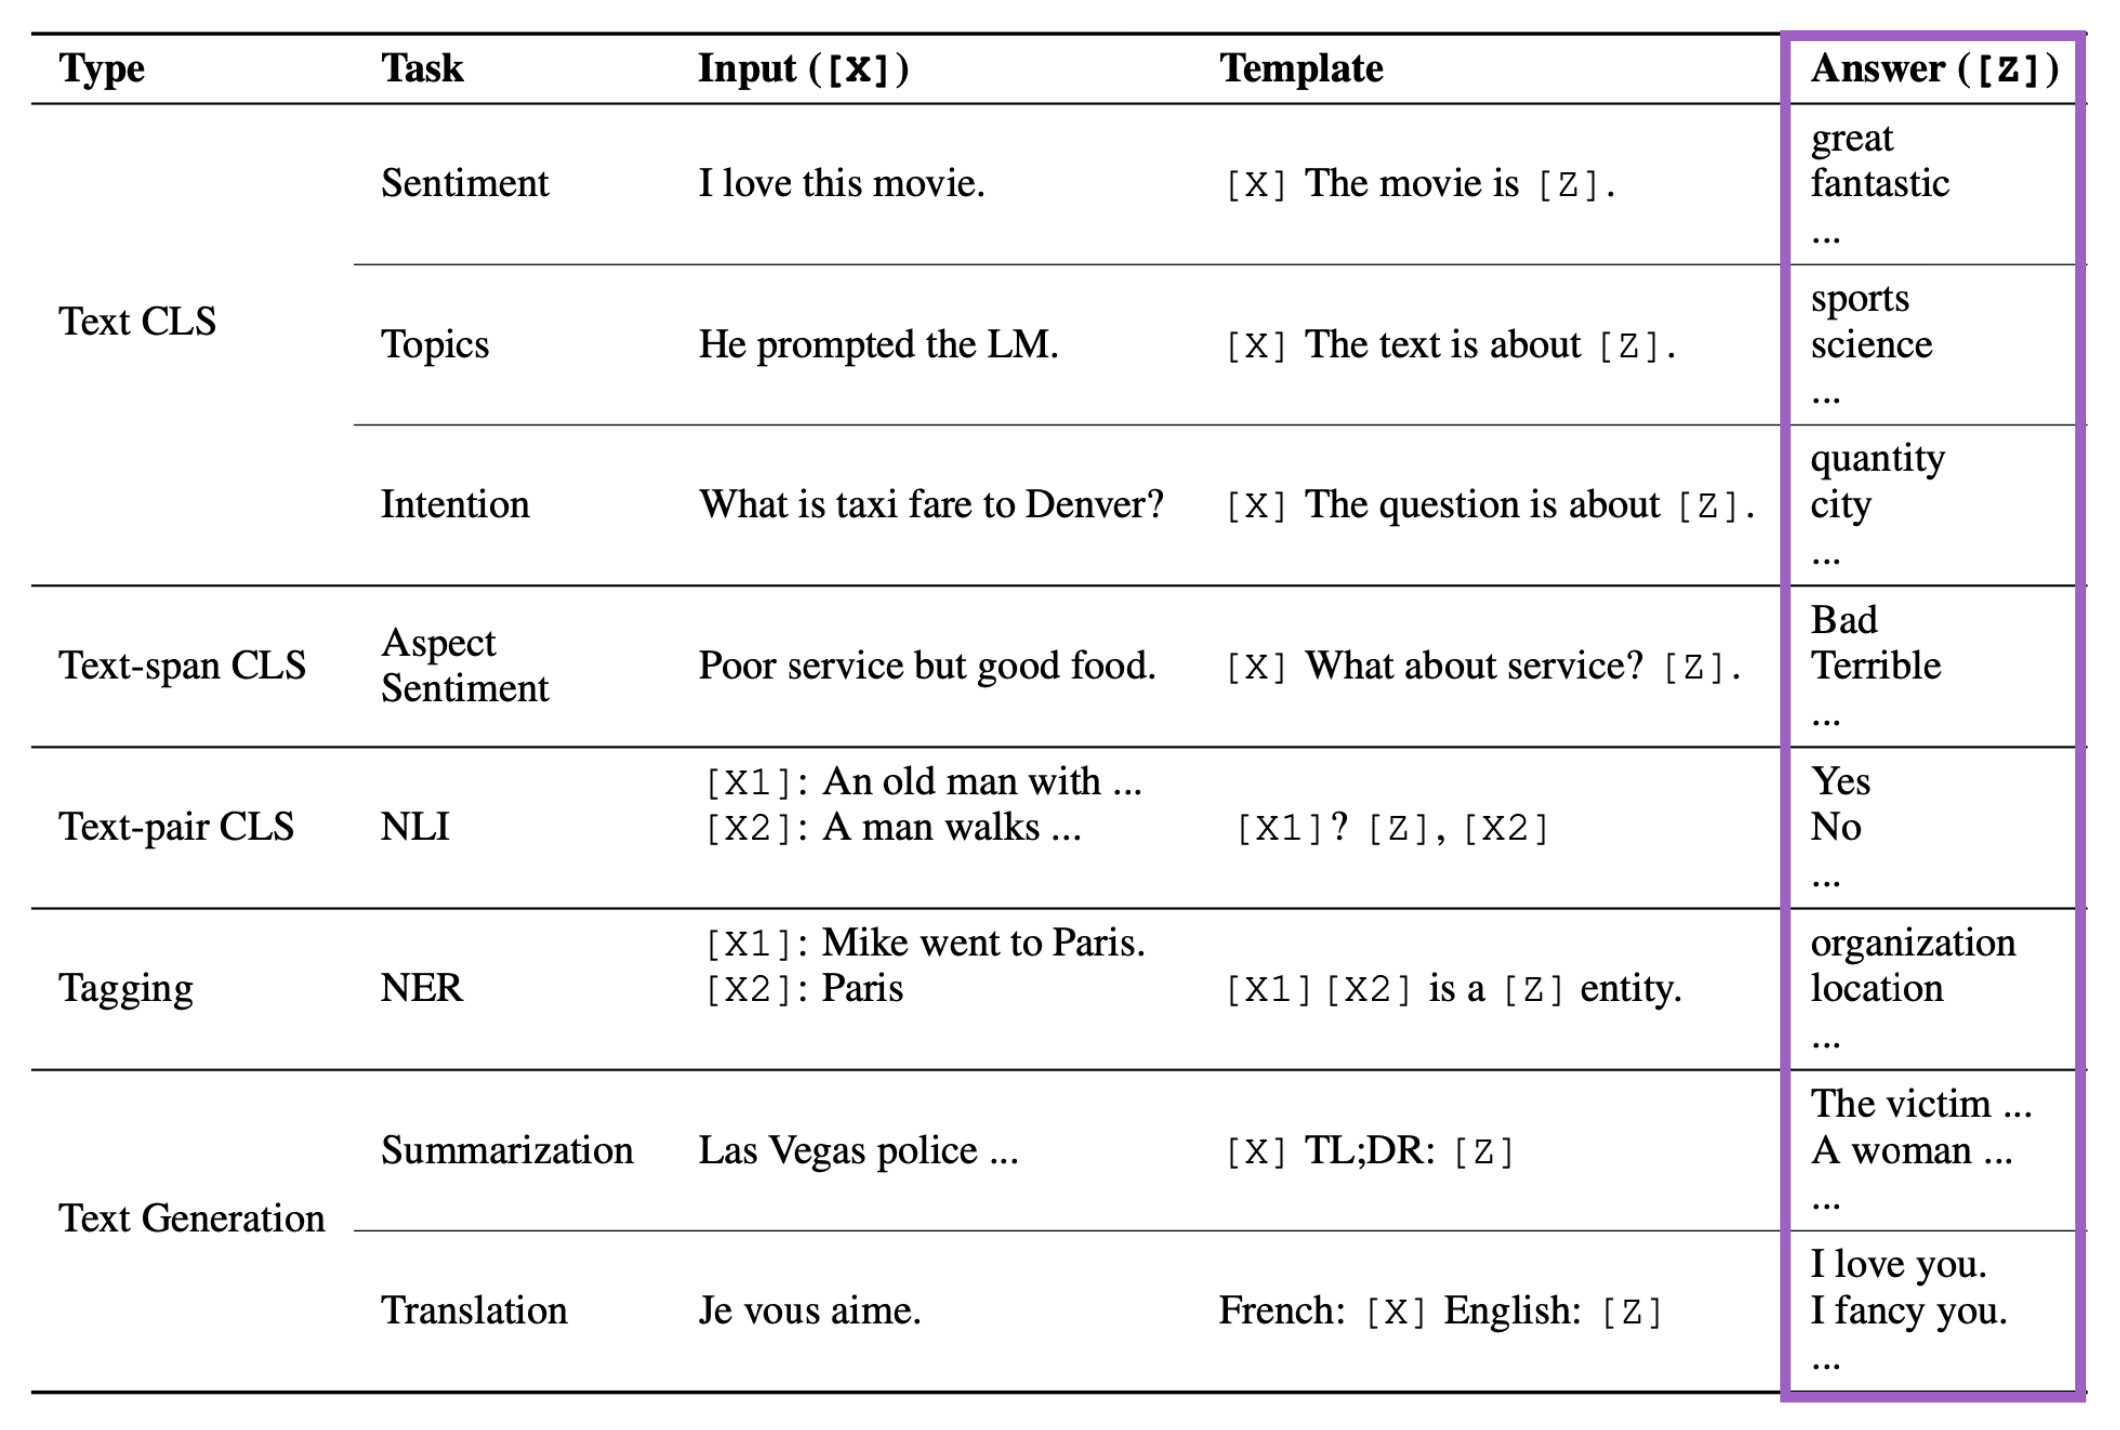 Type Task Input ([X]) Template Answer ([Z])
great
Sentiment I love this movie. [X] The movie is [Z]. fantastic
...
sports
Text CLS Topics He prompted the LM. [X] The text is about [Z]. science
...
quantity
Intention What is taxi fare to Denver? [X] The question is about [Z]. city
...
Aspect Bad
Text-span CLS Sentiment Poor service but good food. [X] What about service? [Z]. Terrible
...
[X1]: An old man with ... Yes
Text-pair CLS NLI [X2]: A man walks ... [X1]? [Z], [X2] No
...
[X1]: Mike went to Paris. organization
Tagging NER [X2]: Paris [X1][X2] is a [Z] entity. location
...
The victim ...
Summarization Las Vegas police ... [X] TL;DR: [Z] A woman ...
...
Text Generation
I love you.
Translation Je vous aime. French: [X] English: [Z] I fancy you.
...